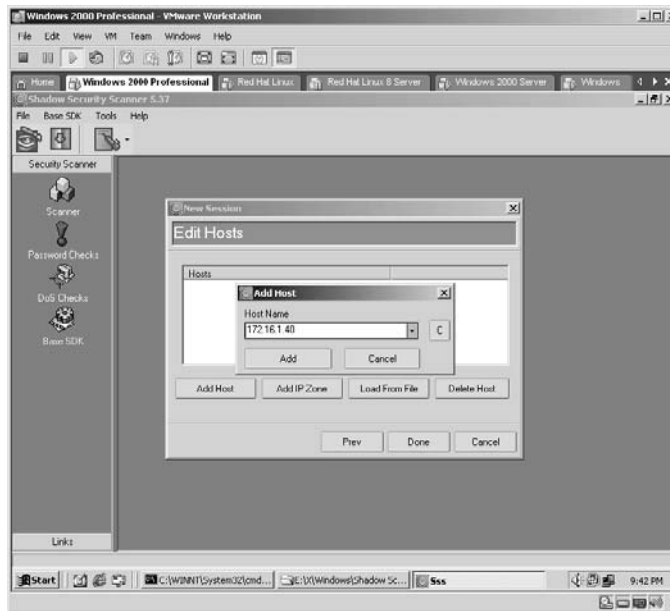 Windows 2000 Professional - VMware Workstation
File Edit View VM Team Windows Help
Home Windows 2000 Professional Red Hat Linux Red Hat Linux 8 Server Windows 2000 Server Windows
Shadow Security Scanner 5.37
File Base SDK Tools Help
Security Scanner
Scanner
Password Checks
DoS Checks
Base SDK
Links
New Session
Edit Hosts
Hosts
Add Host
Host Name
172.16.1.40
C
Add Cancel
Add Host Add IP Zone Load From File Delete Host
Prev Done Cancel
Start C:\WINNT\System32\cmd... E:\X\Windows\Shadow Sc... Sss 9:42 PM